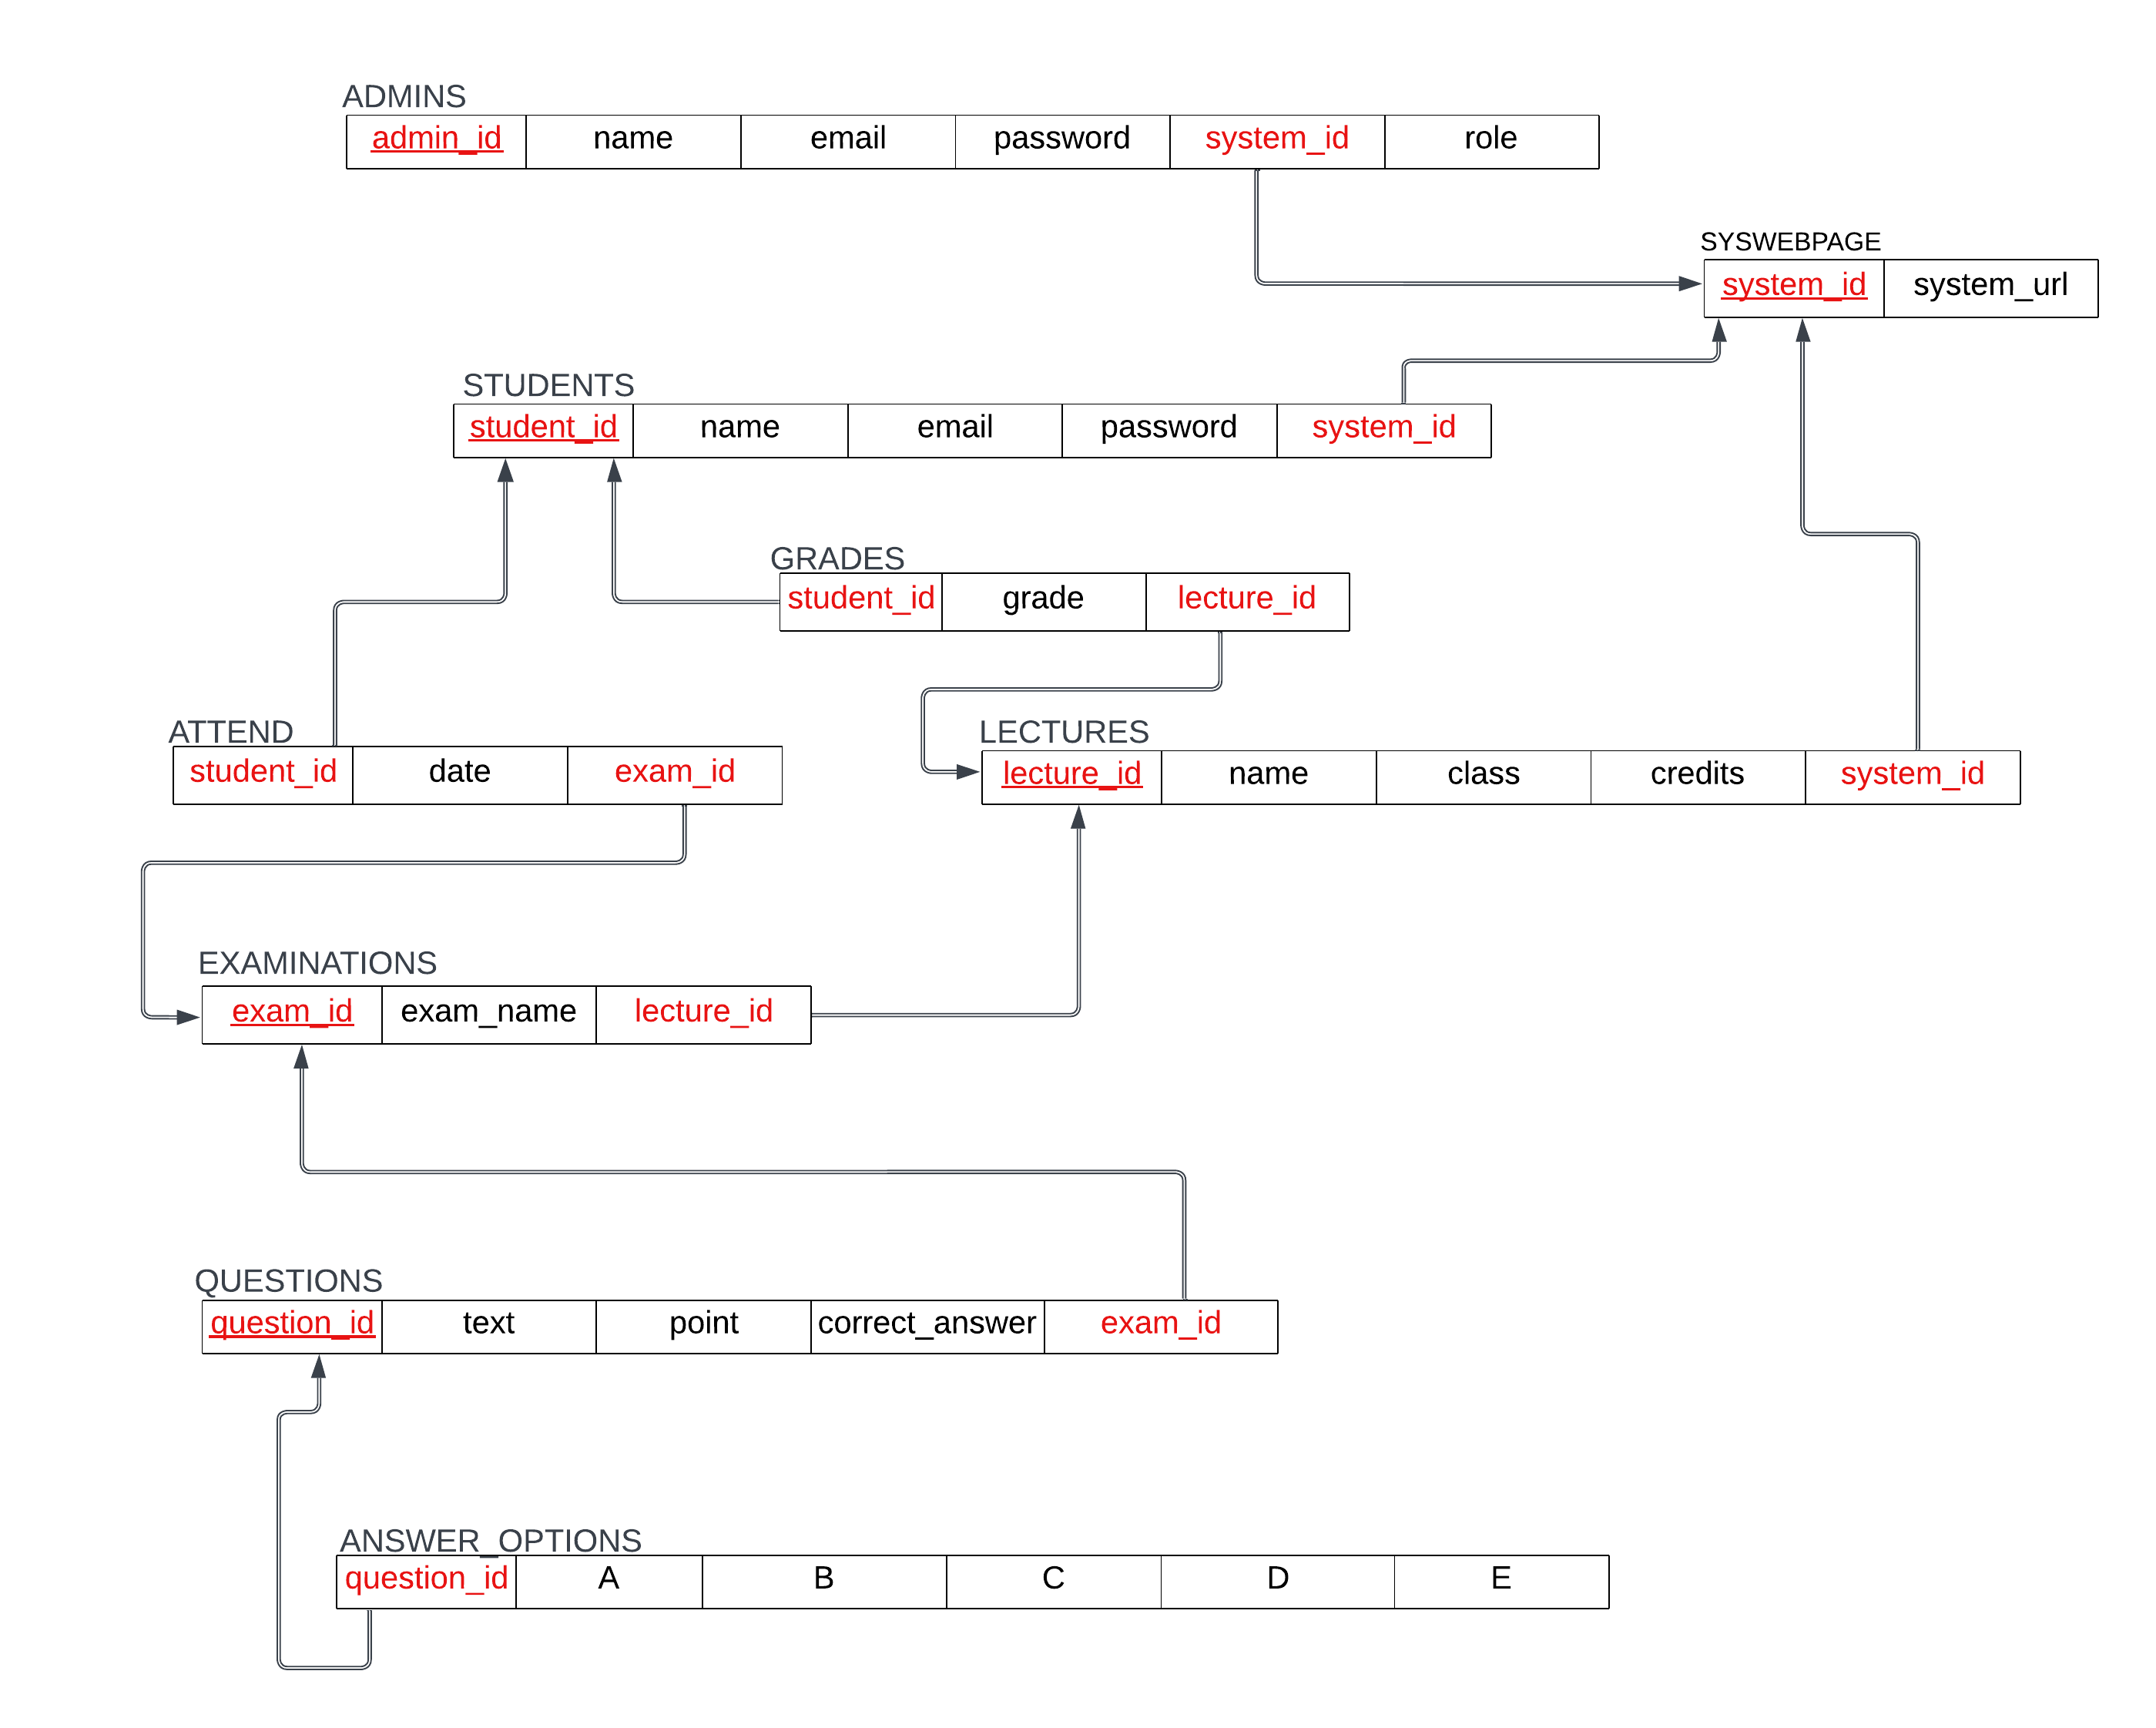 ADMINS
admin_id name email password system_id role
SYSWEBPAGE
system_id system_url
STUDENTS
student_id name email password system_id
GRADES
student_id grade lecture_id
ATTEND
student_id date exam_id
LECTURES
lecture_id name class credits system_id
EXAMINATIONS
exam_id exam_name lecture_id
QUESTIONS
question_id text point correct_answer exam_id
ANSWER_OPTIONS
question_id A B C D E